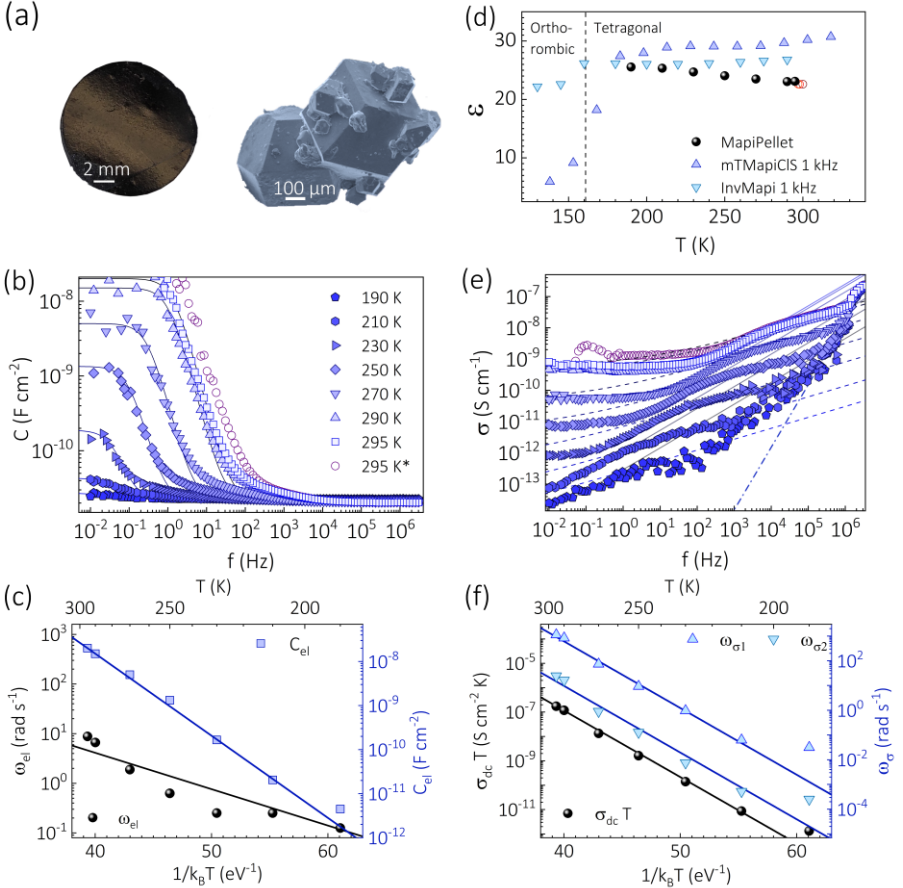 (a)
2 mm
100 μm
(b)
C (F cm⁻²)
10⁻⁸
10⁻⁹
10⁻¹⁰
190 K
210 K
230 K
250 K
270 K
290 K
295 K
295 K*
10⁻² 10⁻¹ 10⁰ 10¹ 10² 10³ 10⁴ 10⁵ 10⁶
f (Hz)
(c)
T (K)
300 250 200
ω_el (rad s⁻¹)
10³
10²
10¹
10⁰
10⁻¹
C_el
ω_el
10⁻⁸
10⁻⁹
10⁻¹⁰
10⁻¹¹
10⁻¹²
C_el (F cm⁻²)
40 50 60
1/k_BT (eV⁻¹)
(d)
Ortho-
rombic
Tetragonal
ε
30
20
10
MapiPellet
mTMapiClS 1 kHz
InvMapi 1 kHz
150 200 250 300
T (K)
(e)
σ (S cm⁻¹)
10⁻⁷
10⁻⁸
10⁻⁹
10⁻¹⁰
10⁻¹¹
10⁻¹²
10⁻¹³
10⁻² 10⁻¹ 10⁰ 10¹ 10² 10³ 10⁴ 10⁵ 10⁶
f (Hz)
(f)
T (K)
300 250 200
σ_dc T (S cm⁻² K)
10⁻⁵
10⁻⁷
10⁻⁹
10⁻¹¹
ω_σ1
ω_σ2
σ_dc T
10²
10⁰
10⁻²
10⁻⁴
ω_σ (rad s⁻¹)
40 50 60
1/k_BT (eV⁻¹)